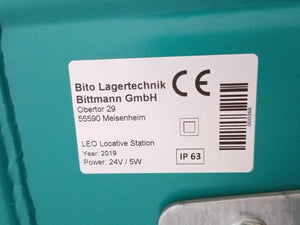 Bito Lagertechnik
Bittmann GmbH
Obertor 29
55590 Meisenheim
CE
LEO Locative Station
Year: 2019
Power: 24V / 5W
IP 63